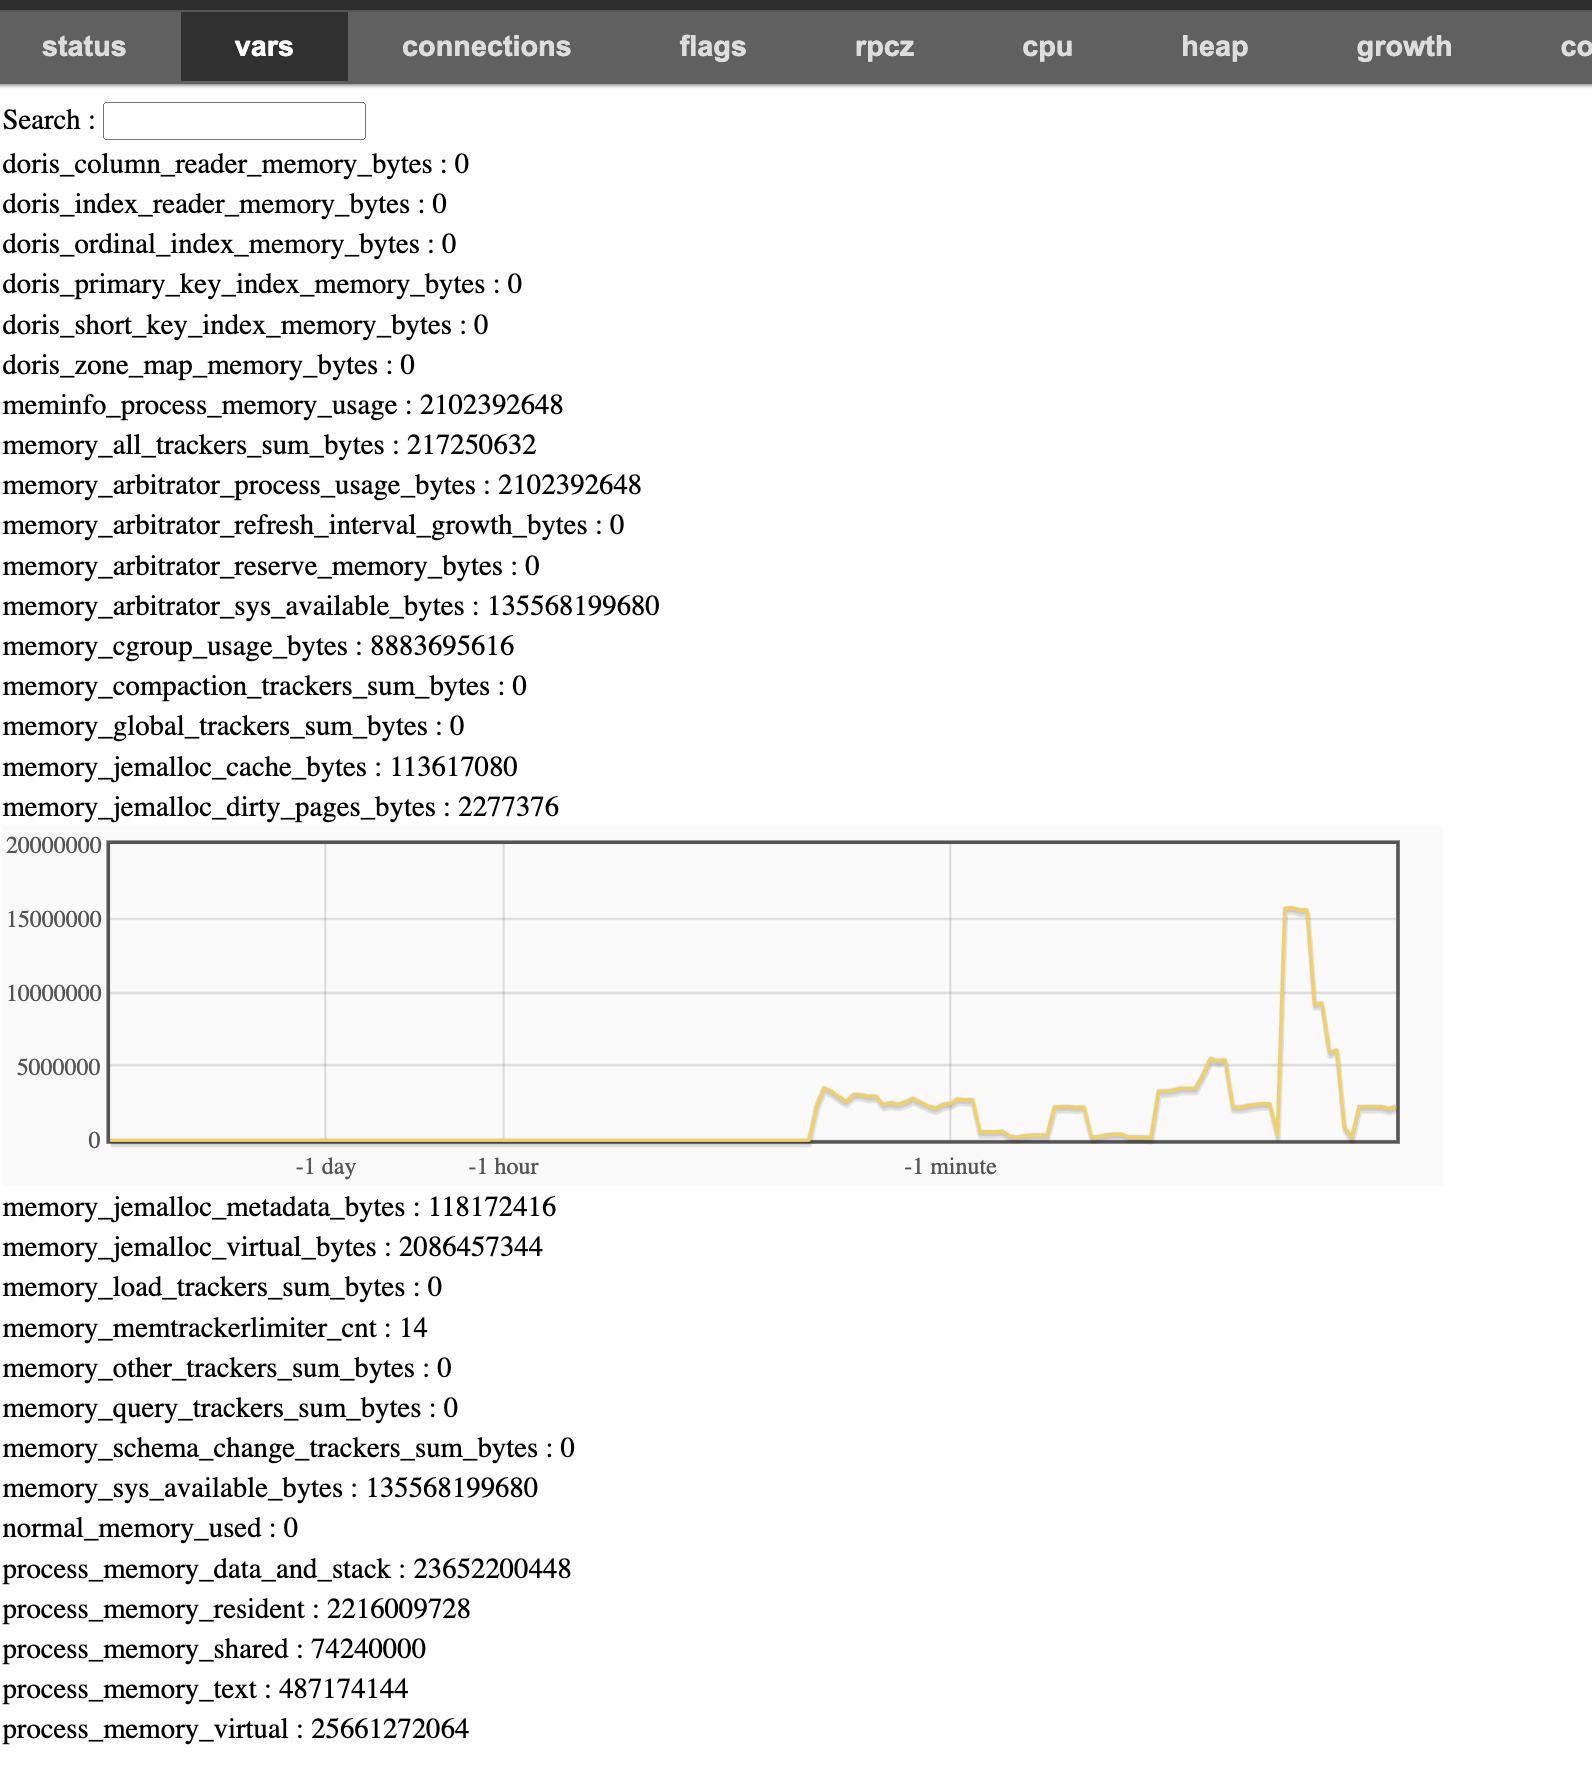 status vars connections flags rpcz cpu heap growth co
Search :
doris_column_reader_memory_bytes : 0
doris_index_reader_memory_bytes : 0
doris_ordinal_index_memory_bytes : 0
doris_primary_key_index_memory_bytes : 0
doris_short_key_index_memory_bytes : 0
doris_zone_map_memory_bytes : 0
meminfo_process_memory_usage : 2102392648
memory_all_trackers_sum_bytes : 217250632
memory_arbitrator_process_usage_bytes : 2102392648
memory_arbitrator_refresh_interval_growth_bytes : 0
memory_arbitrator_reserve_memory_bytes : 0
memory_arbitrator_sys_available_bytes : 135568199680
memory_cgroup_usage_bytes : 8883695616
memory_compaction_trackers_sum_bytes : 0
memory_global_trackers_sum_bytes : 0
memory_jemalloc_cache_bytes : 113617080
memory_jemalloc_dirty_pages_bytes : 2277376
20000000
15000000
10000000
5000000
0
-1 day -1 hour -1 minute
memory_jemalloc_metadata_bytes : 118172416
memory_jemalloc_virtual_bytes : 2086457344
memory_load_trackers_sum_bytes : 0
memory_memtrackerlimiter_cnt : 14
memory_other_trackers_sum_bytes : 0
memory_query_trackers_sum_bytes : 0
memory_schema_change_trackers_sum_bytes : 0
memory_sys_available_bytes : 135568199680
normal_memory_used : 0
process_memory_data_and_stack : 23652200448
process_memory_resident : 2216009728
process_memory_shared : 74240000
process_memory_text : 487174144
process_memory_virtual : 25661272064